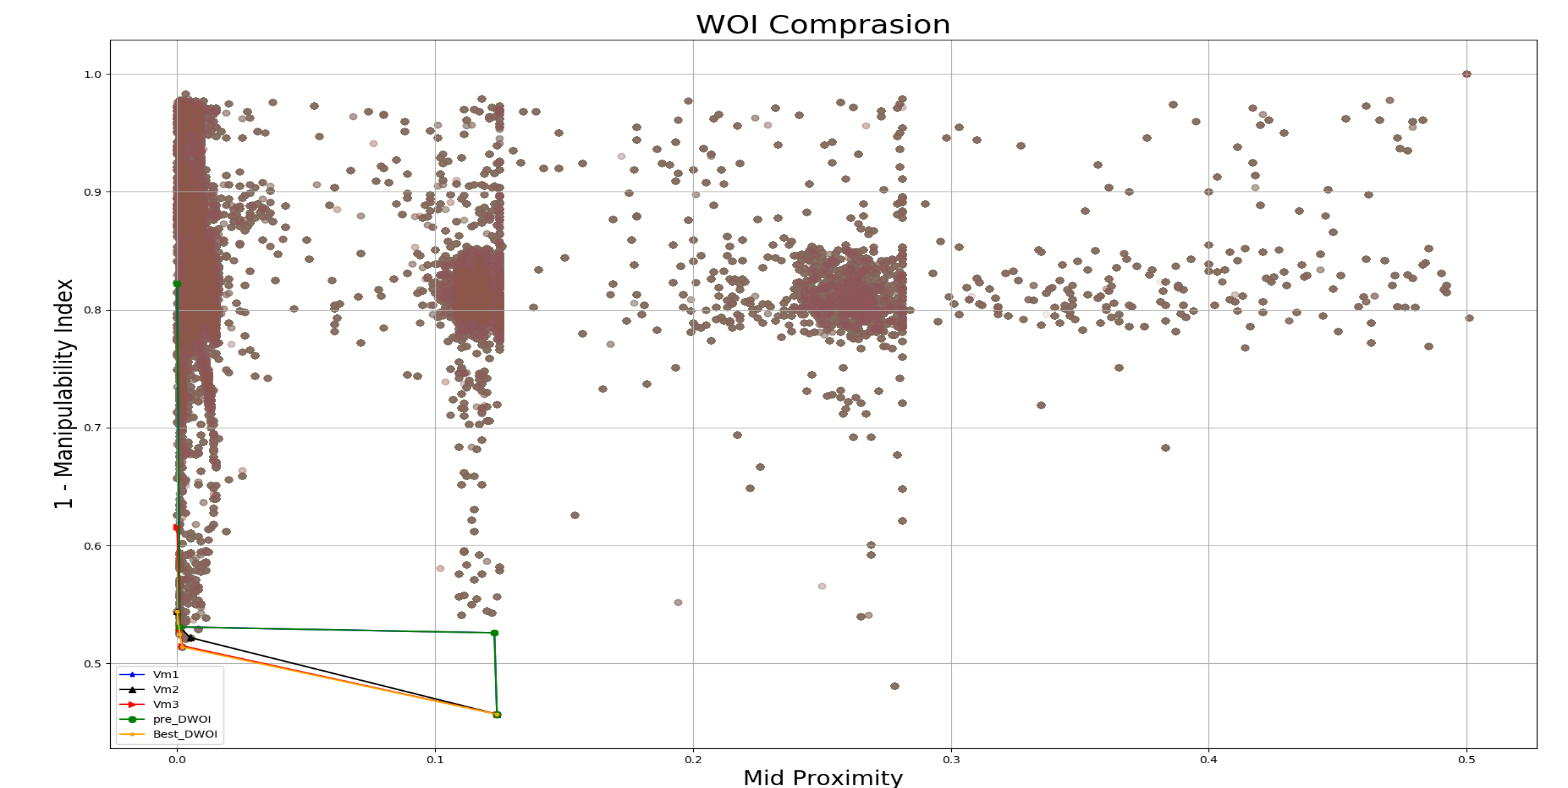 WOI Comprasion
1 - Manipulability Index
1.0
0.9
0.8
0.7
0.6
0.5
Vm1
Vm2
Vm3
pre_DWOI
Best_DWOI
0.0 0.1 0.2 0.3 0.4 0.5
Mid Proximity